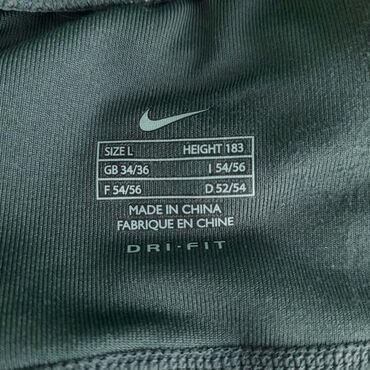 SIZE L HEIGHT 183
GB 34/36 I 54/56
F 54/56 D 52/54
MADE IN CHINA
FABRIQUE EN CHINE
DRI-FIT